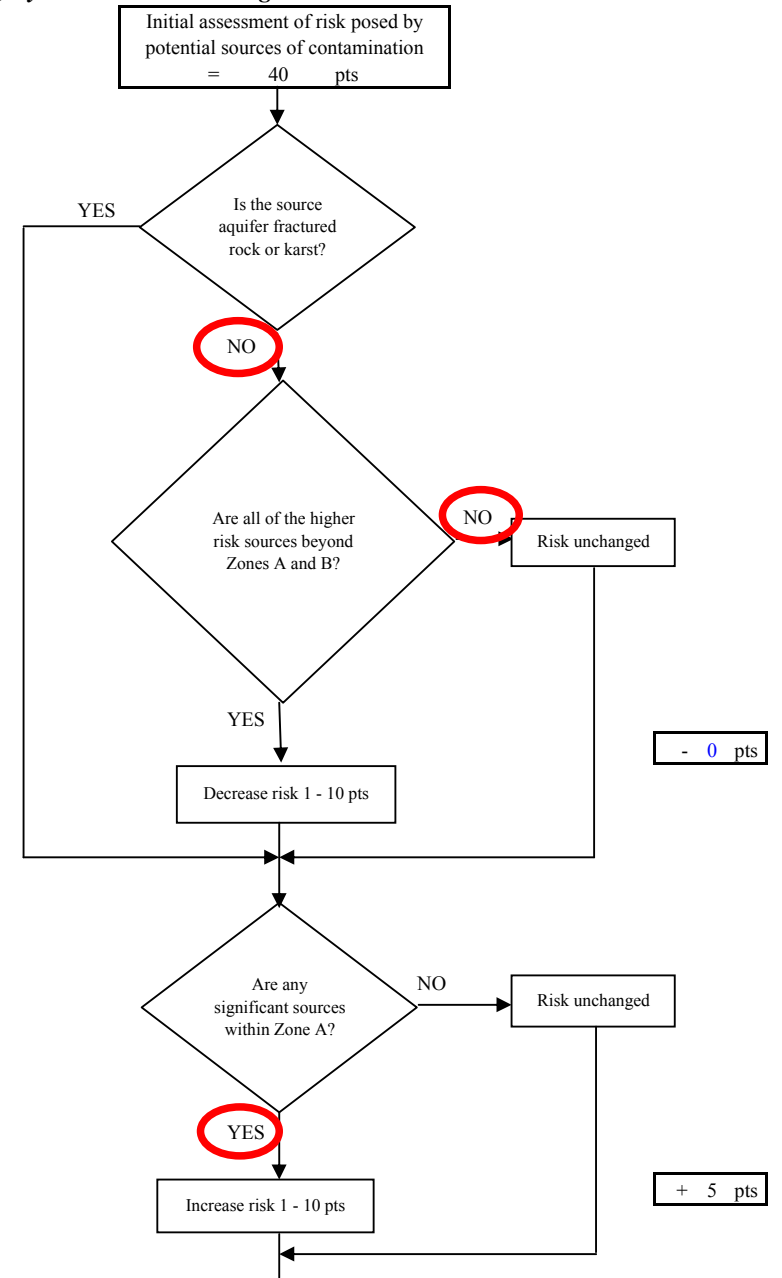 Initial assessment of risk posed by
potential sources of contamination
= 40 pts
Is the source
aquifer fractured
rock or karst?
YES
NO
Are all of the higher
risk sources beyond
Zones A and B?
NO
Risk unchanged
YES
- 0 pts
Decrease risk 1 - 10 pts
Are any
significant sources
within Zone A?
NO
Risk unchanged
YES
+ 5 pts
Increase risk 1 - 10 pts